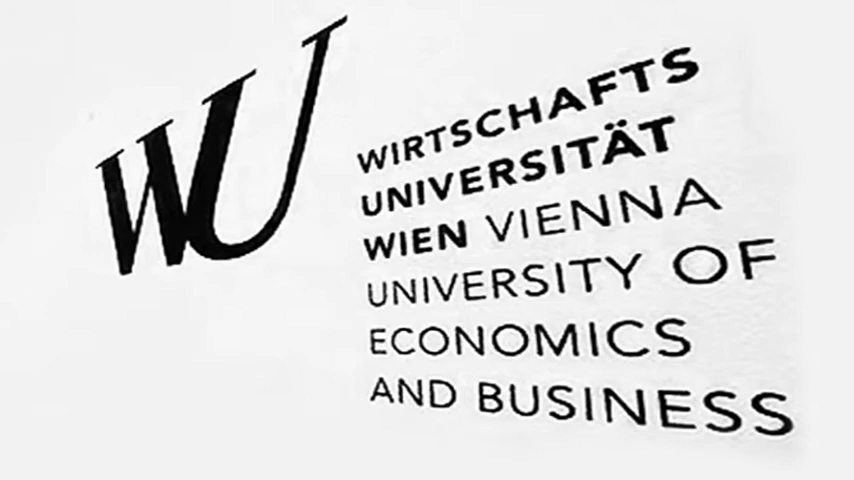 WU
WIRTSCHAFTS
UNIVERSITÄT
WIEN VIENNA
UNIVERSITY OF
ECONOMICS
AND BUSINESS